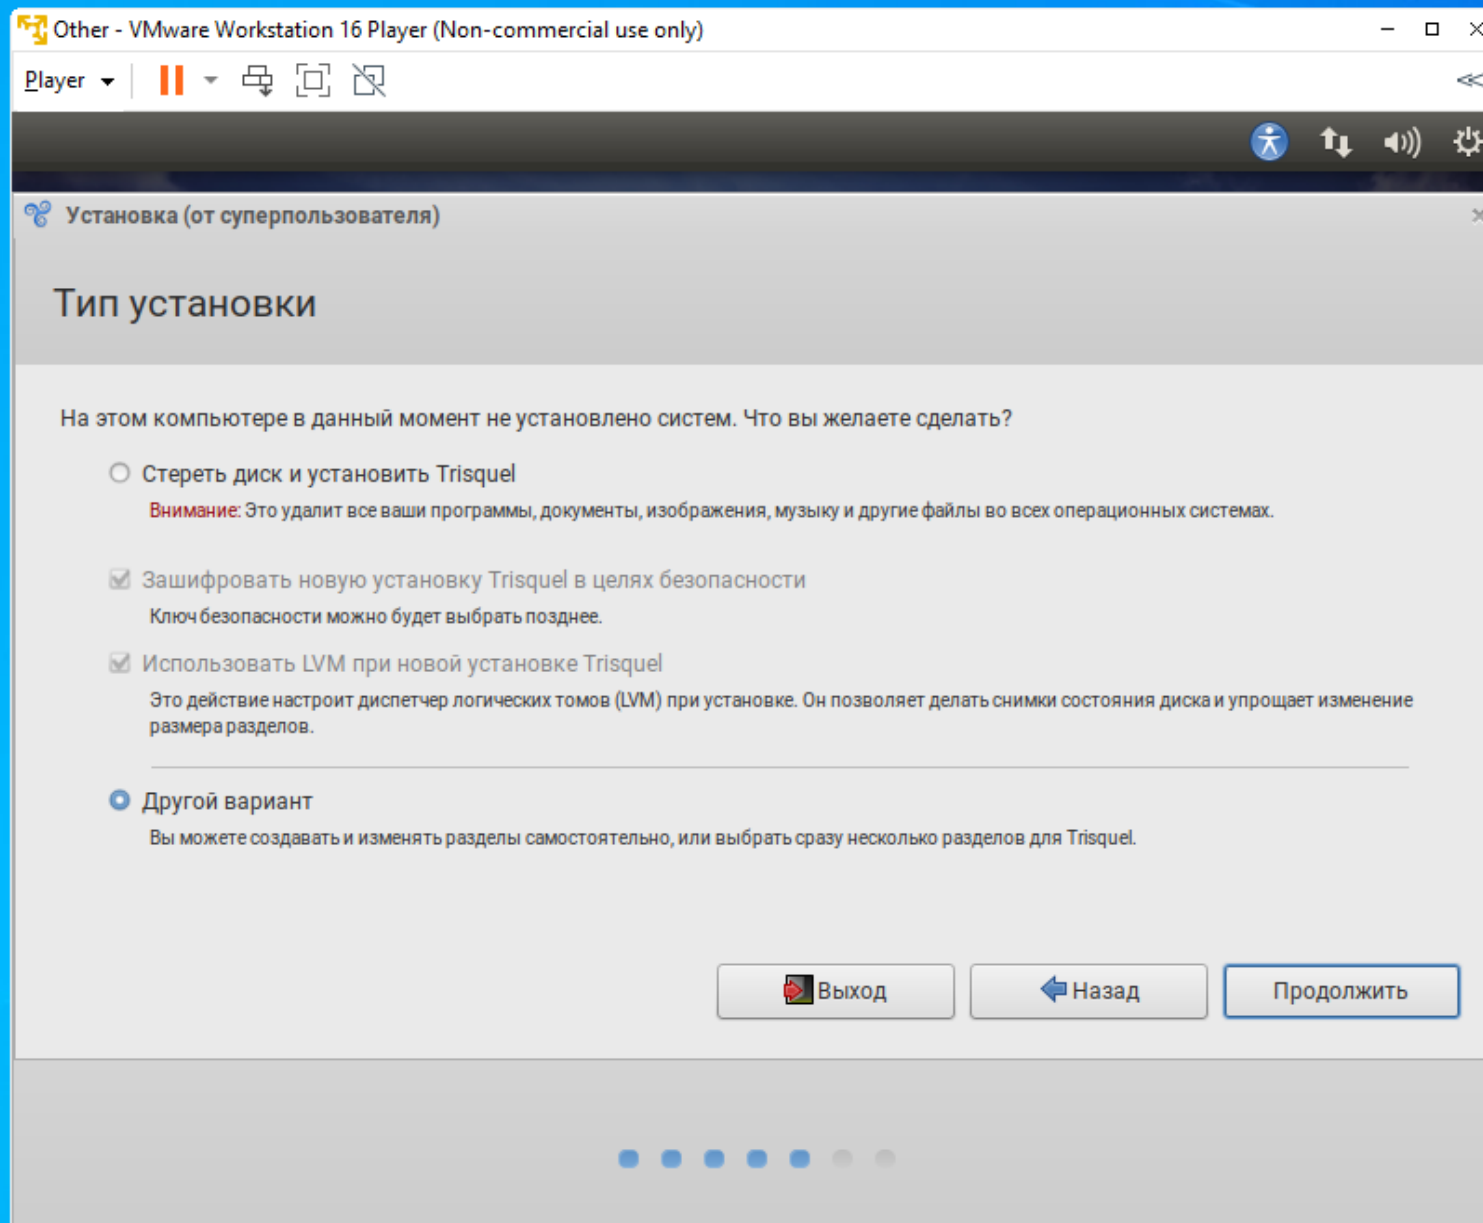 Other - VMware Workstation 16 Player (Non-commercial use only)
Player
Установка (от суперпользователя)
Тип установки
На этом компьютере в данный момент не установлено систем. Что вы желаете сделать?
Стереть диск и установить Trisquel
Внимание: Это удалит все ваши программы, документы, изображения, музыку и другие файлы во всех операционных системах.
Зашифровать новую установку Trisquel в целях безопасности
Ключ безопасности можно будет выбрать позднее.
Использовать LVM при новой установке Trisquel
Это действие настроит диспетчер логических томов (LVM) при установке. Он позволяет делать снимки состояния диска и упрощает изменение
размера разделов.
Другой вариант
Вы можете создавать и изменять разделы самостоятельно, или выбрать сразу несколько разделов для Trisquel.
Выход
Назад
Продолжить